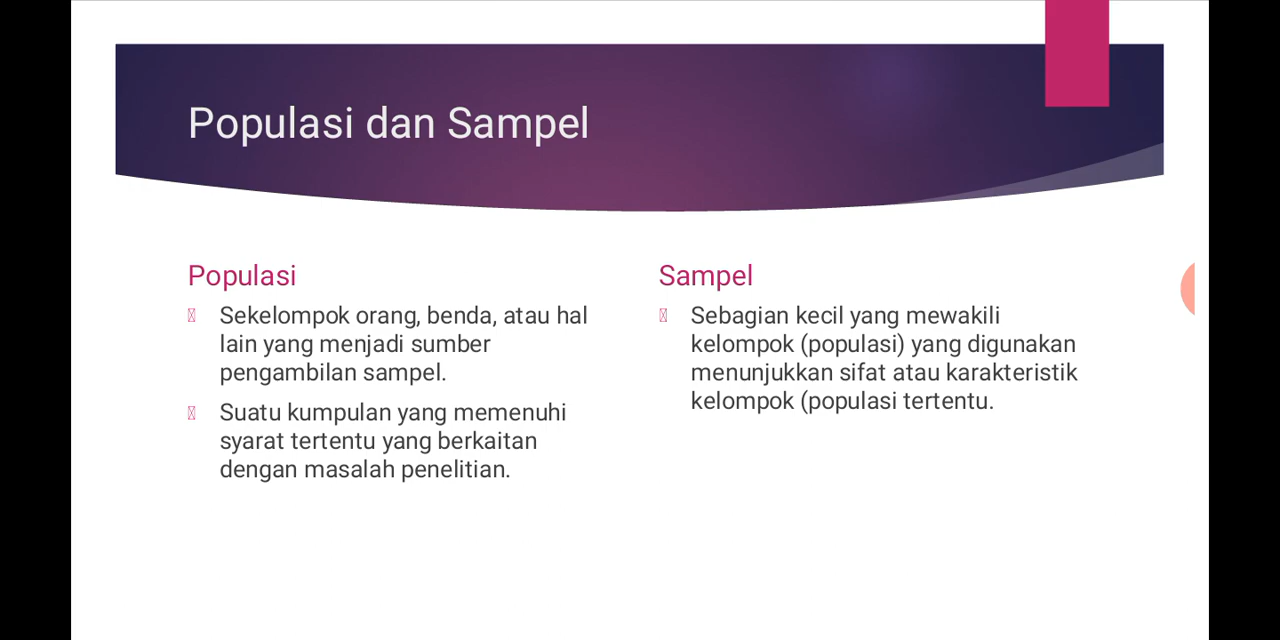 Populasi dan Sampel
Populasi
Sekelompok orang, benda, atau hal
lain yang menjadi sumber
pengambilan sampel.
Suatu kumpulan yang memenuhi
syarat tertentu yang berkaitan
dengan masalah penelitian.
Sampel
Sebagian kecil yang mewakili
kelompok (populasi) yang digunakan
menunjukkan sifat atau karakteristik
kelompok (populasi tertentu.